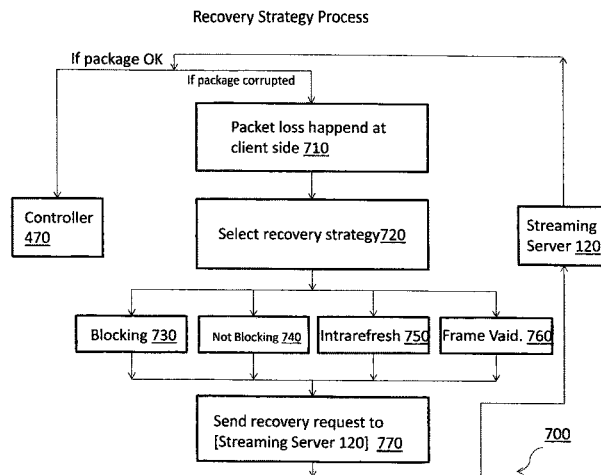 Recovery Strategy Process
If package OK
If package corrupted
Packet loss happend at
client side 710
Controller
470
Select recovery strategy720
Streaming
Server 120
Blocking 730
Not Blocking 740
Intrarefresh 750
Frame Vaid. 760
Send recovery request to
[Streaming Server 120] 770
700